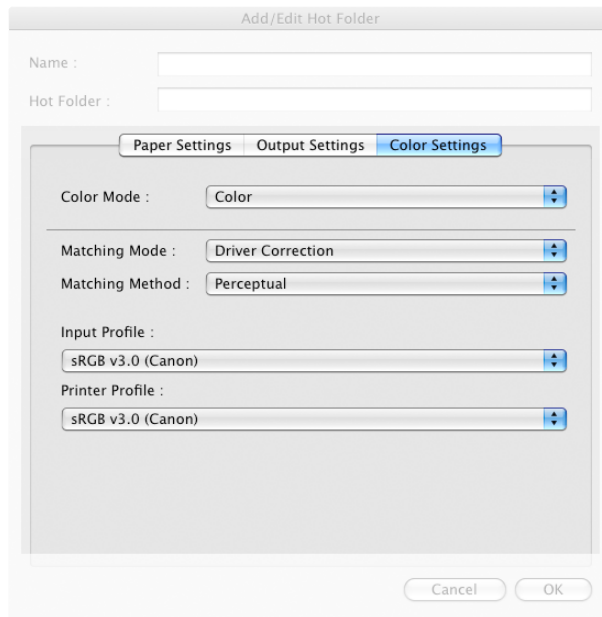 Add/Edit Hot Folder
Name :
Hot Folder :
Paper Settings Output Settings Color Settings
Color Mode : Color
Matching Mode : Driver Correction
Matching Method : Perceptual
Input Profile :
sRGB v3.0 (Canon)
Printer Profile :
sRGB v3.0 (Canon)
Cancel OK